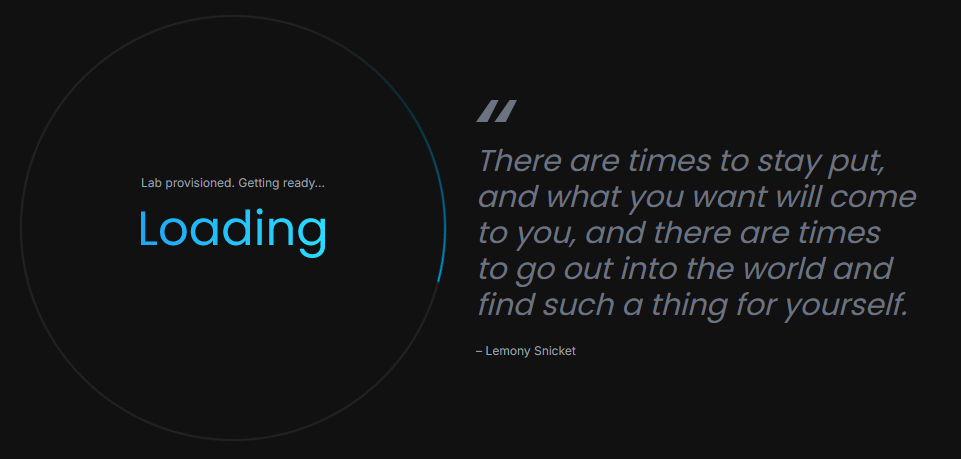 Lab provisioned. Getting ready...
Loading
"
There are times to stay put,
and what you want will come
to you, and there are times
to go out into the world and
find such a thing for yourself.
– Lemony Snicket